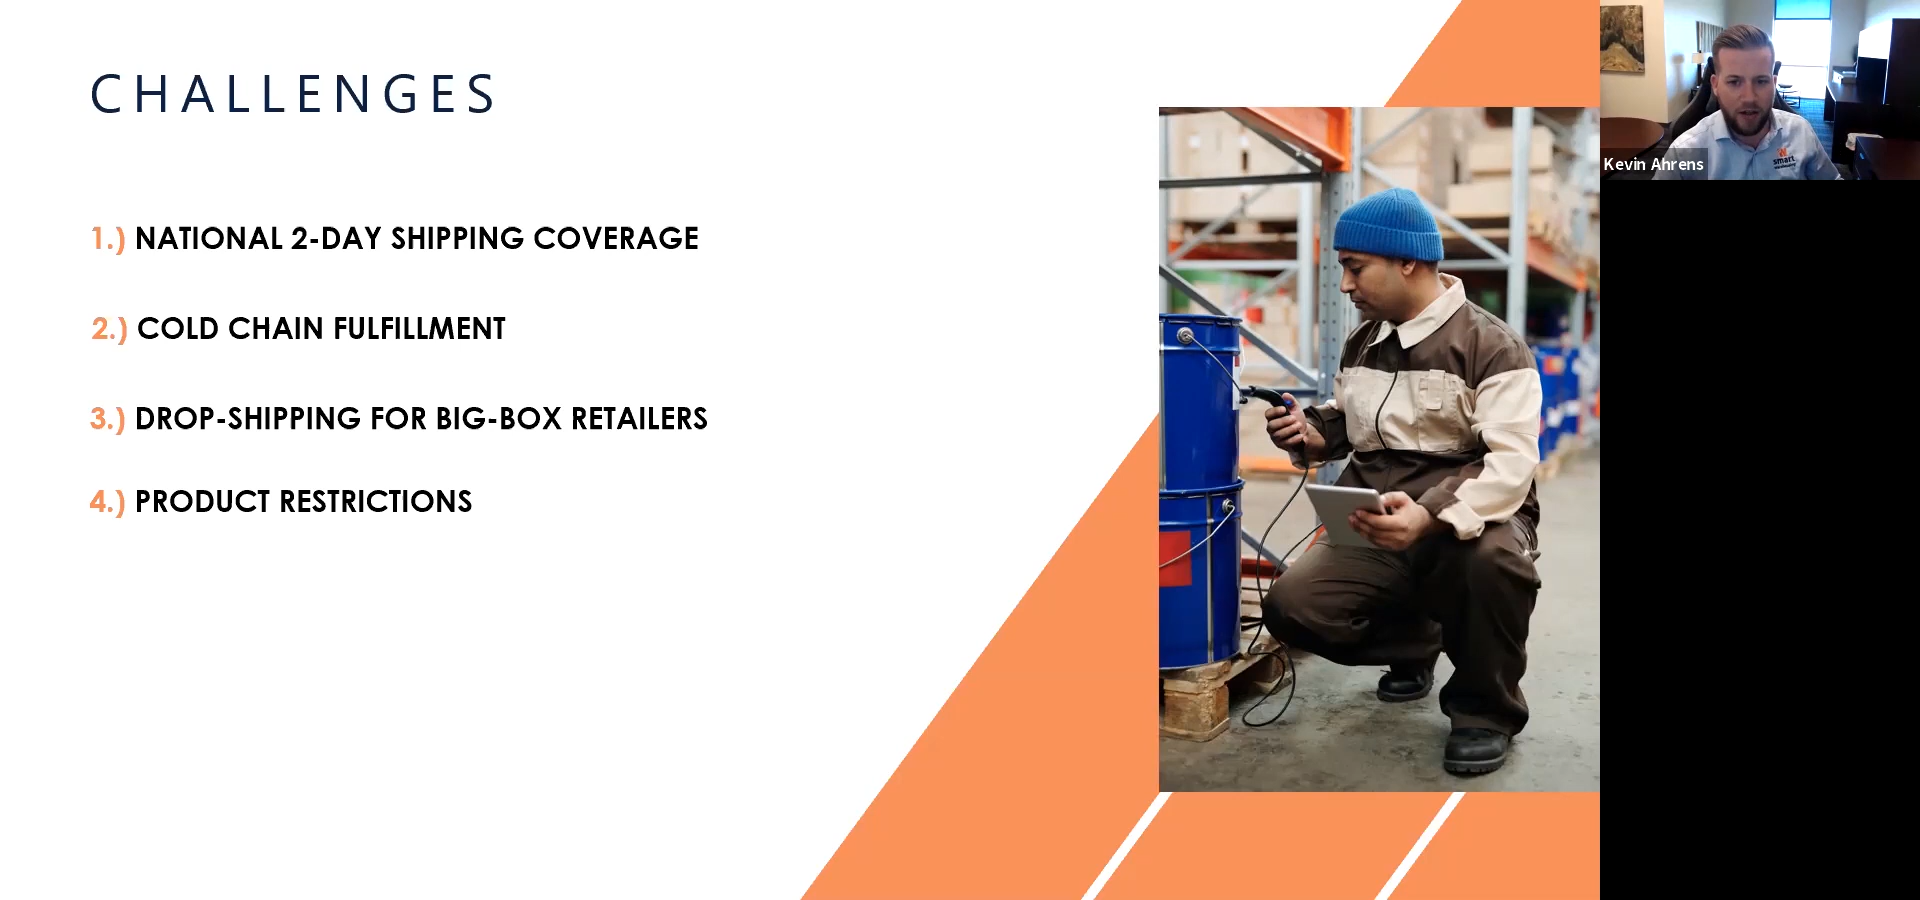 CHALLENGES
1.) NATIONAL 2-DAY SHIPPING COVERAGE
2.) COLD CHAIN FULFILLMENT
3.) DROP-SHIPPING FOR BIG-BOX RETAILERS
4.) PRODUCT RESTRICTIONS
Kevin Ahrens
smart